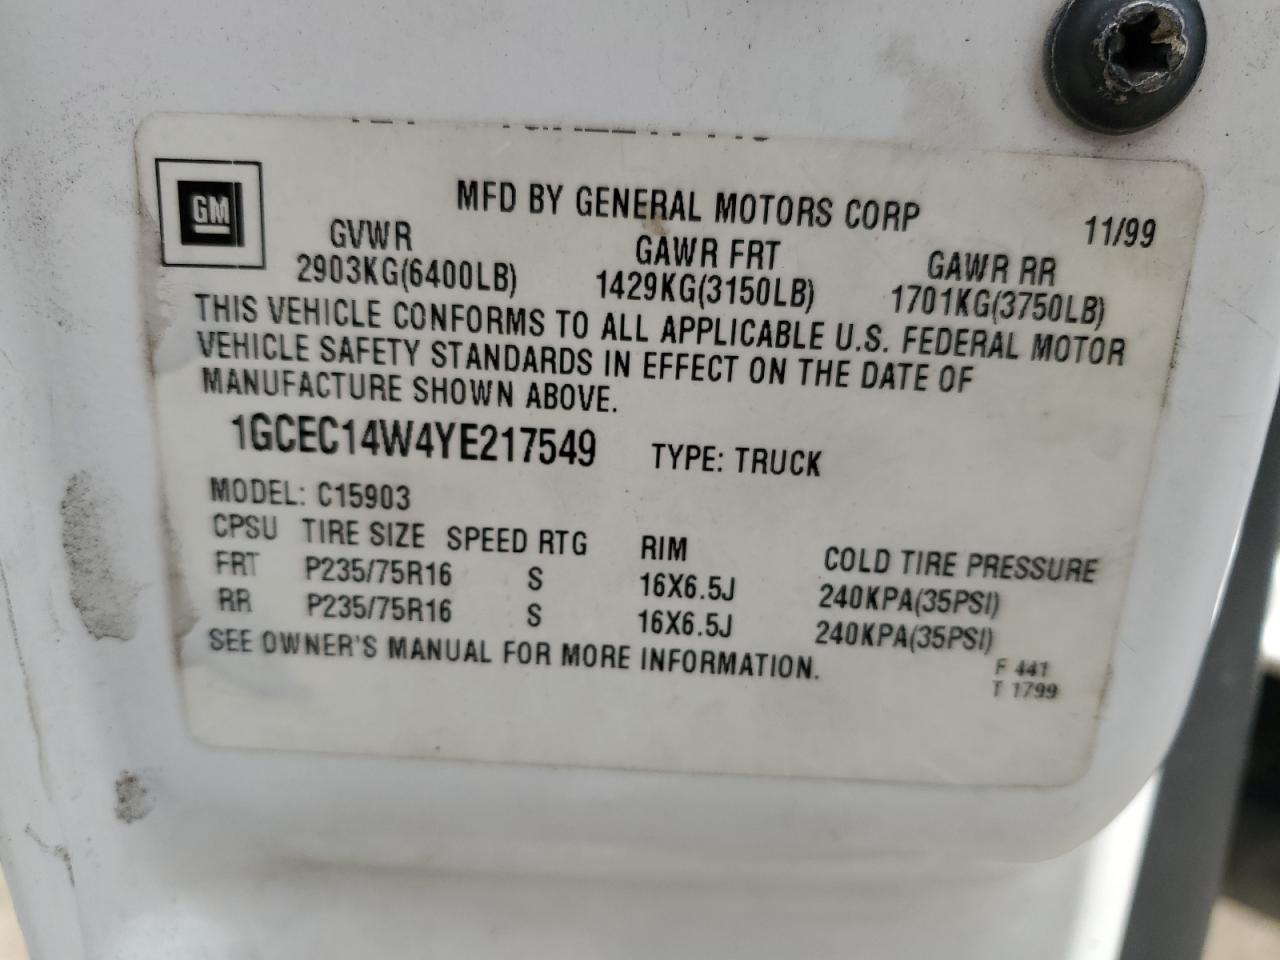 GM
MFD BY GENERAL MOTORS CORP 11/99
GVWR GAWR FRT GAWR RR
2903KG(6400LB) 1429KG(3150LB) 1701KG(3750LB)
THIS VEHICLE CONFORMS TO ALL APPLICABLE U.S. FEDERAL MOTOR
VEHICLE SAFETY STANDARDS IN EFFECT ON THE DATE OF
MANUFACTURE SHOWN ABOVE.
1GCEC14W4YE217549 TYPE: TRUCK
MODEL: C15903
CPSU TIRE SIZE SPEED RTG RIM COLD TIRE PRESSURE
FRT P235/75R16 S 16X6.5J 240KPA(35PSI)
RR P235/75R16 S 16X6.5J 240KPA(35PSI)
SEE OWNER'S MANUAL FOR MORE INFORMATION.
F 441
T 1799